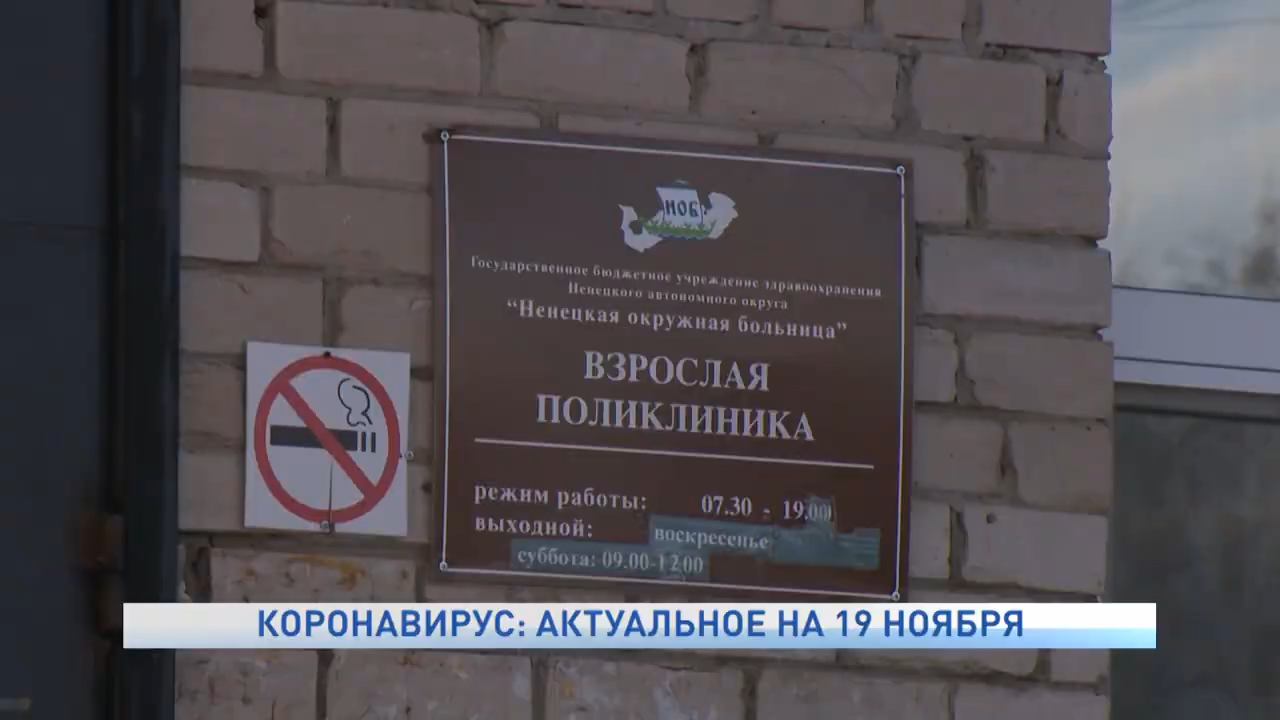 НОБ
Государственное бюджетное учреждение здравоохранения
Ненецкого автономного округа
“Ненецкая окружная больница”
ВЗРОСЛАЯ
ПОЛИКЛИНИКА
режим работы: 07.30 - 19.00
выходной: воскресенье
суббота: 09.00-12.00
КОРОНАВИРУС: АКТУАЛЬНОЕ НА 19 НОЯБРЯ